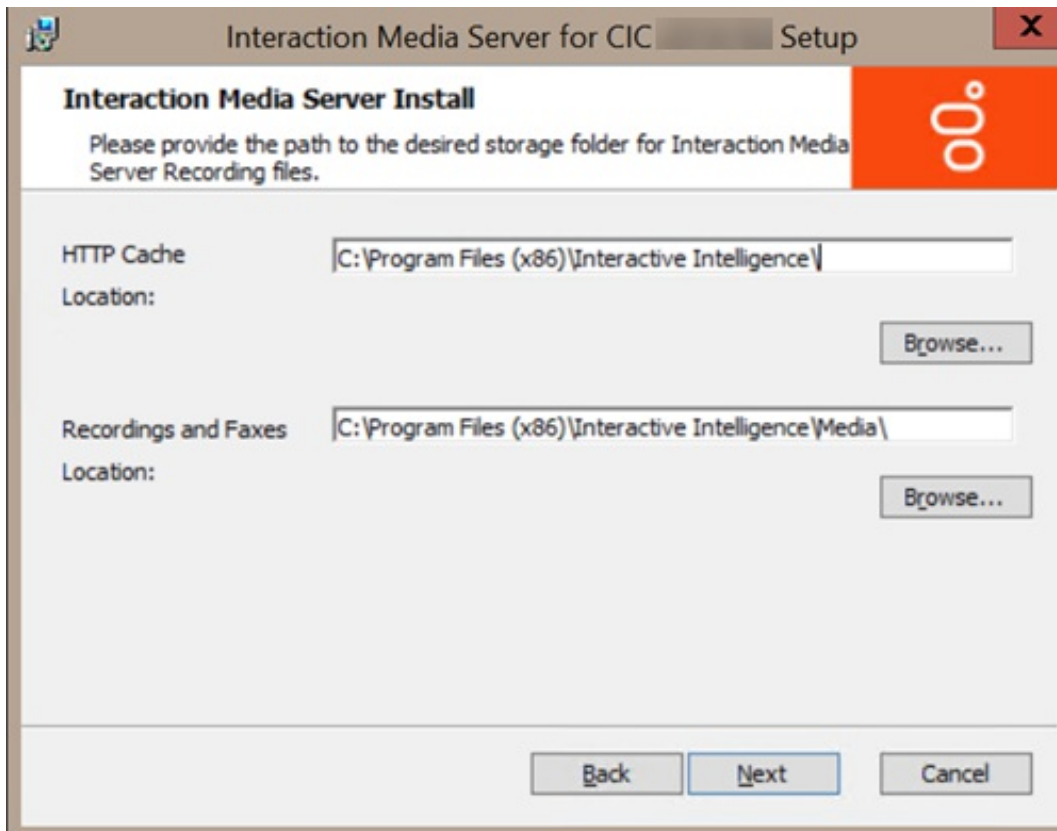 Interaction Media Server for CIC Setup
Interaction Media Server Install
Please provide the path to the desired storage folder for Interaction Media
Server Recording files.
HTTP Cache
Location:
C:\Program Files (x86)\Interactive Intelligence\
Browse...
Recordings and Faxes
Location:
C:\Program Files (x86)\Interactive Intelligence\Media\
Browse...
Back
Next
Cancel